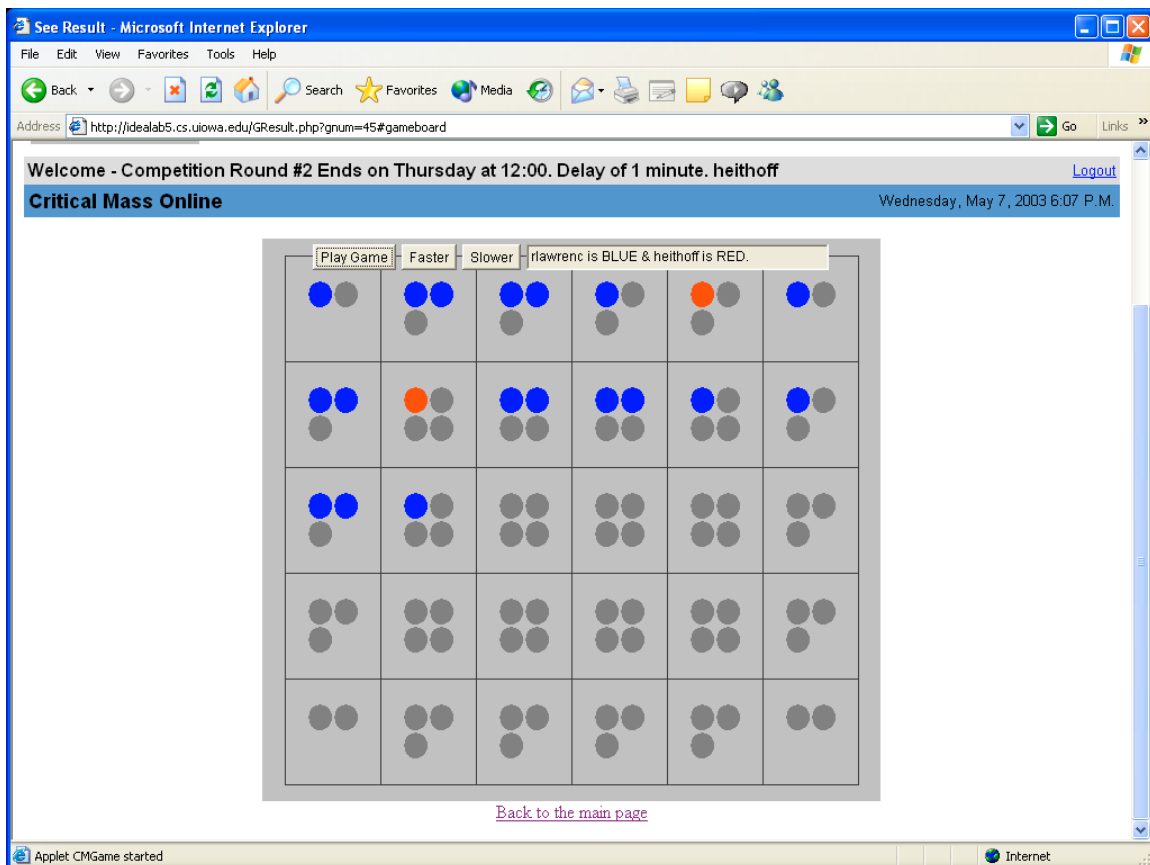 See Result - Microsoft Internet Explorer
File Edit View Favorites Tools Help
Back Search Favorites Media
Address http://idealab5.cs.uiowa.edu/GResult.php?gnum=45#gameboard Go Links »
Welcome - Competition Round #2 Ends on Thursday at 12:00. Delay of 1 minute. heithoff Logout
Critical Mass Online Wednesday, May 7, 2003 6:07 P.M.
Play Game Faster Slower rlawrenc is BLUE & heithoff is RED.
Back to the main page
Applet CMGame started Internet